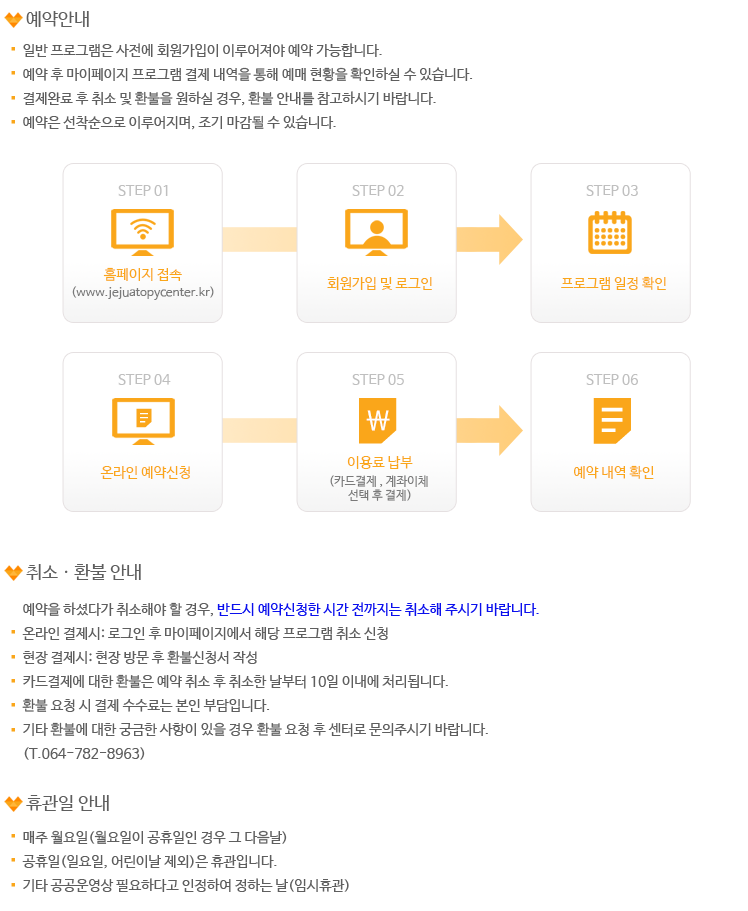 예약안내
일반 프로그램은 사전에 회원가입이 이루어져야 예약 가능합니다.
예약 후 마이페이지 프로그램 결제 내역을 통해 예매 현황을 확인하실 수 있습니다.
결제완료 후 취소 및 환불을 원하실 경우, 환불 안내를 참고하시기 바랍니다.
예약은 선착순으로 이루어지며, 조기 마감될 수 있습니다.
STEP 01
홈페이지 접속
(www.jejuatopycenter.kr)
STEP 02
회원가입 및 로그인
STEP 03
프로그램 일정 확인
STEP 04
온라인 예약신청
STEP 05
이용료 납부
(카드결제 , 계좌이체
선택 후 결제)
STEP 06
예약 내역 확인
취소 · 환불 안내
예약을 하셨다가 취소해야 할 경우, 반드시 예약신청한 시간 전까지는 취소해 주시기 바랍니다.
온라인 결제시: 로그인 후 마이페이지에서 해당 프로그램 취소 신청
현장 결제시: 현장 방문 후 환불신청서 작성
카드결제에 대한 환불은 예약 취소 후 취소한 날부터 10일 이내에 처리됩니다.
환불 요청 시 결제 수수료는 본인 부담입니다.
기타 환불에 대한 궁금한 사항이 있을 경우 환불 요청 후 센터로 문의주시기 바랍니다.
(T.064-782-8963)
휴관일 안내
매주 월요일(월요일이 공휴일인 경우 그 다음날)
공휴일(일요일, 어린이날 제외)은 휴관입니다.
기타 공공운영상 필요하다고 인정하여 정하는 날(임시휴관)